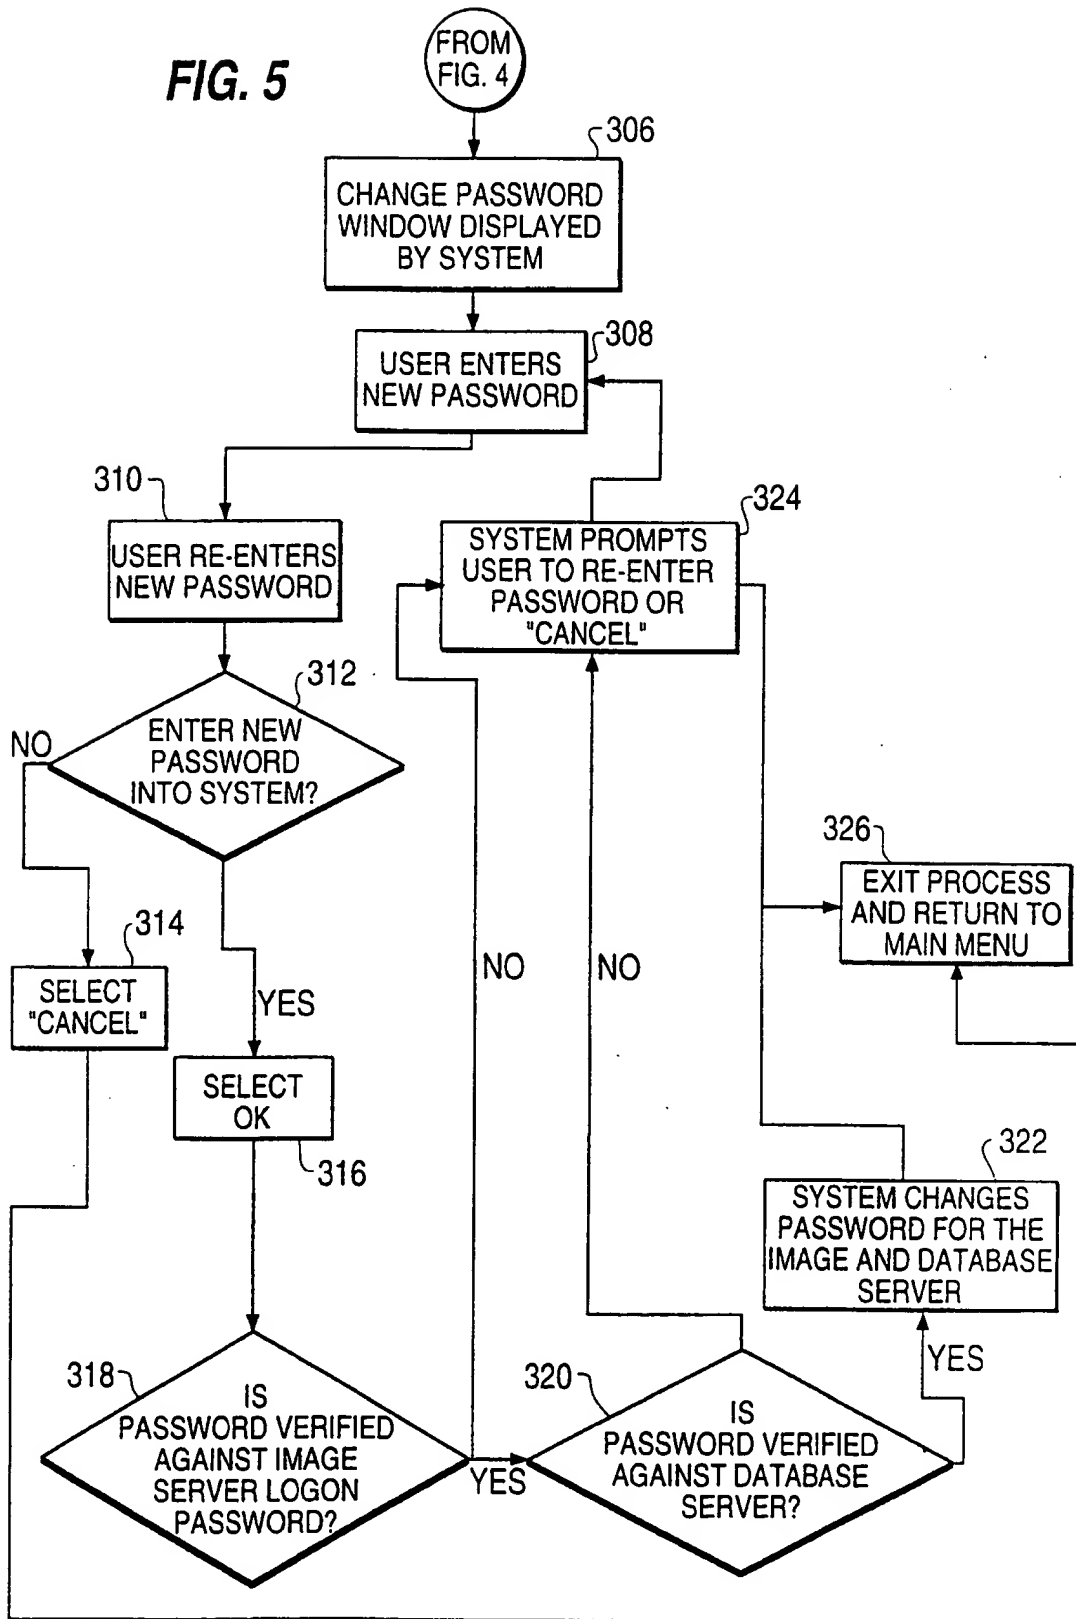 FIG. 5
FROM
FIG. 4
306
CHANGE PASSWORD
WINDOW DISPLAYED
BY SYSTEM
308
USER ENTERS
NEW PASSWORD
310
USER RE-ENTERS
NEW PASSWORD
324
SYSTEM PROMPTS
USER TO RE-ENTER
PASSWORD OR
"CANCEL"
312
ENTER NEW
PASSWORD
INTO SYSTEM?
NO
326
EXIT PROCESS
AND RETURN TO
MAIN MENU
314
SELECT
"CANCEL"
YES
NO
NO
SELECT
OK
316
322
SYSTEM CHANGES
PASSWORD FOR THE
IMAGE AND DATABASE
SERVER
318
IS
PASSWORD VERIFIED
AGAINST IMAGE
SERVER LOGON
PASSWORD?
YES
320
IS
PASSWORD VERIFIED
AGAINST DATABASE
SERVER?
YES